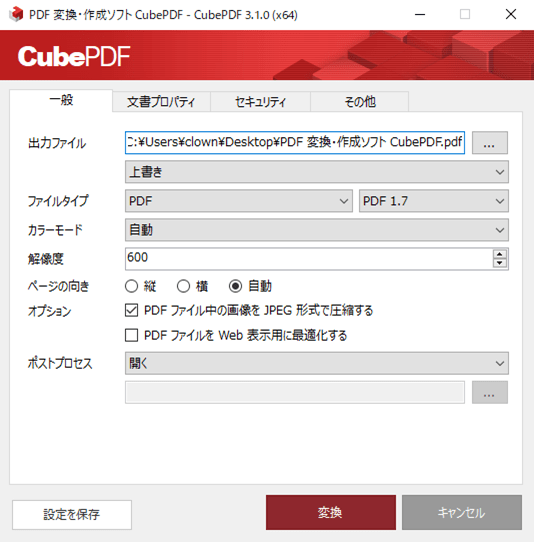 PDF 変換・作成ソフト CubePDF - CubePDF 3.1.0 (x64)
CubePDF
一般 文書プロパティ セキュリティ その他
出力ファイル C:¥Users¥clown¥Desktop¥PDF 変換・作成ソフト CubePDF.pdf ...
上書き
ファイルタイプ PDF PDF 1.7
カラーモード 自動
解像度 600
ページの向き 縦 横 自動
オプション PDF ファイル中の画像を JPEG 形式で圧縮する
PDF ファイルを Web 表示用に最適化する
ポストプロセス 開く
...
設定を保存 変換 キャンセル